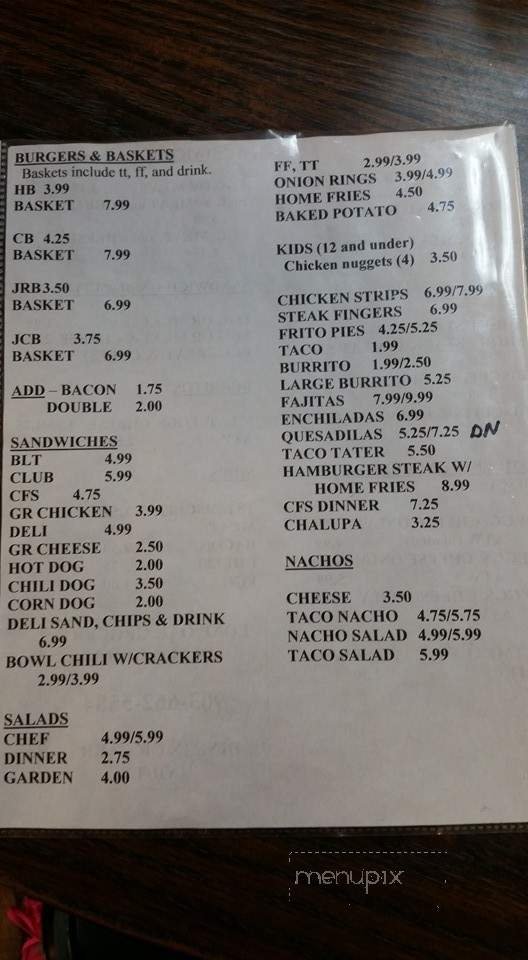 BURGERS & BASKETS
Baskets include tt, ff, and drink.
HB 3.99
BASKET 7.99
CB 4.25
BASKET 7.99
JRB3.50
BASKET 6.99
JCB 3.75
BASKET 6.99
ADD – BACON 1.75
DOUBLE 2.00
SANDWICHES
BLT 4.99
CLUB 5.99
CFS 4.75
GR CHICKEN 3.99
DELI 4.99
GR CHEESE 2.50
HOT DOG 2.00
CHILI DOG 3.50
CORN DOG 2.00
DELI SAND, CHIPS & DRINK
6.99
BOWL CHILI W/CRACKERS
2.99/3.99
SALADS
CHEF 4.99/5.99
DINNER 2.75
GARDEN 4.00
FF, TT 2.99/3.99
ONION RINGS 3.99/4.99
HOME FRIES 4.50
BAKED POTATO 4.75
KIDS (12 and under)
Chicken nuggets (4) 3.50
CHICKEN STRIPS 6.99/7.99
STEAK FINGERS 6.99
FRITO PIES 4.25/5.25
TACO 1.99
BURRITO 1.99/2.50
LARGE BURRITO 5.25
FAJITAS 7.99/9.99
ENCHILADAS 6.99
QUESADILAS 5.25/7.25 DN
TACO TATER 5.50
HAMBURGER STEAK W/
HOME FRIES 8.99
CFS DINNER 7.25
CHALUPA 3.25
NACHOS
CHEESE 3.50
TACO NACHO 4.75/5.75
NACHO SALAD 4.99/5.99
TACO SALAD 5.99
menupix